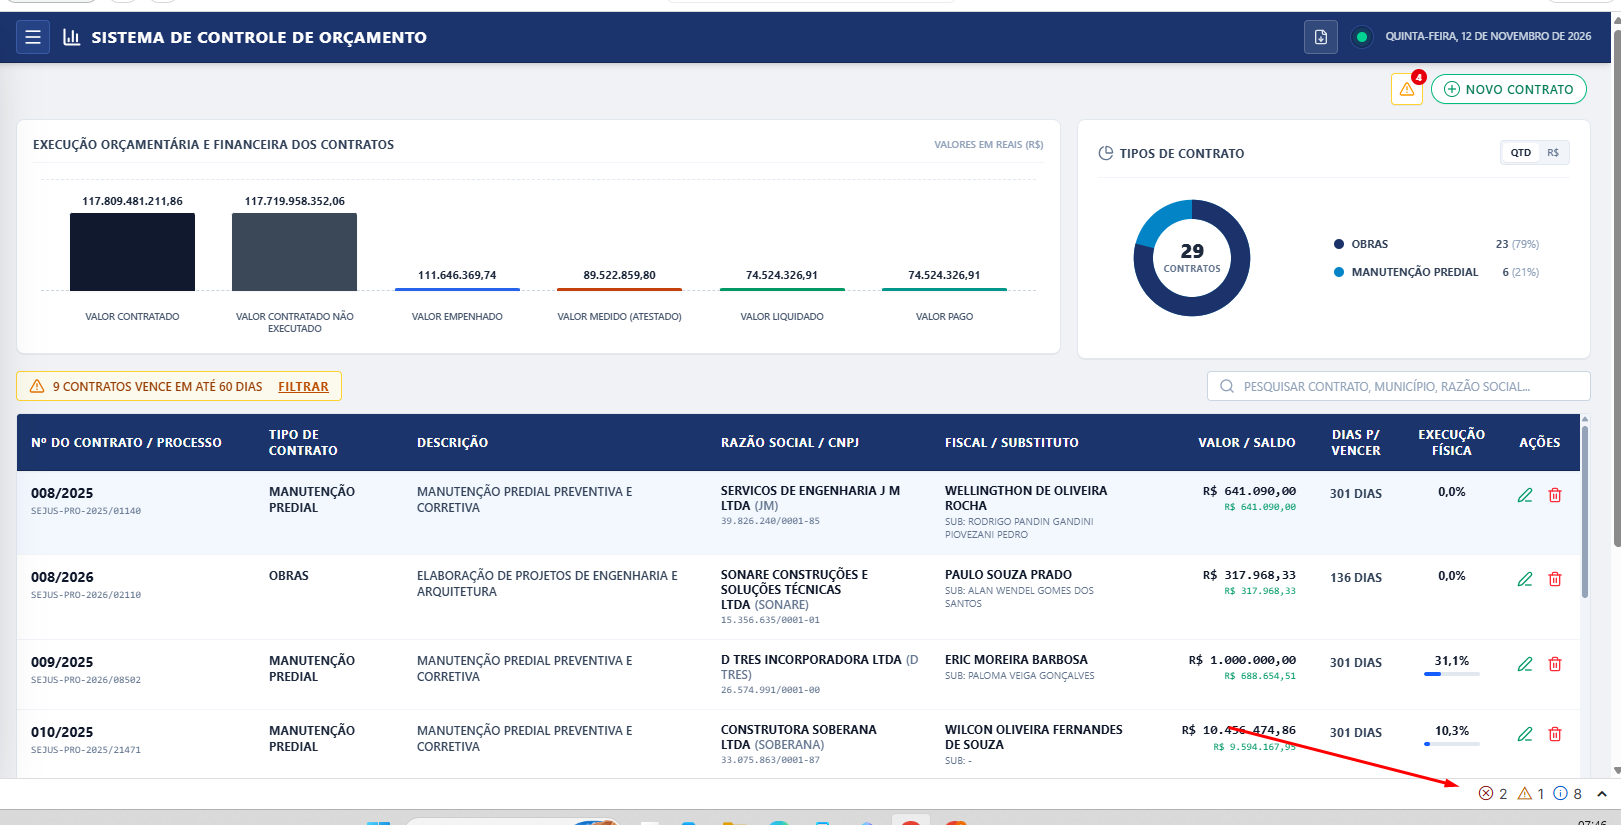 SISTEMA DE CONTROLE DE ORÇAMENTO
QUINTA-FEIRA, 12 DE NOVEMBRO DE 2026
4
NOVO CONTRATO
EXECUÇÃO ORÇAMENTÁRIA E FINANCEIRA DOS CONTRATOS
VALORES EM REAIS (R$)
117.809.481.211,86
117.719.958.352,06
111.646.369,74
89.522.859,80
74.524.326,91
74.524.326,91
VALOR CONTRATADO
VALOR CONTRATADO NÃO
EXECUTADO
VALOR EMPENHADO
VALOR MEDIDO (ATESTADO)
VALOR LIQUIDADO
VALOR PAGO
TIPOS DE CONTRATO
QTD R$
29
CONTRATOS
OBRAS 23 (79%)
MANUTENÇÃO PREDIAL 6 (21%)
9 CONTRATOS VENCE EM ATÉ 60 DIAS FILTRAR
PESQUISAR CONTRATO, MUNICÍPIO, RAZÃO SOCIAL...
Nº DO CONTRATO / PROCESSO
TIPO DE
CONTRATO
DESCRIÇÃO
RAZÃO SOCIAL / CNPJ
FISCAL / SUBSTITUTO
VALOR / SALDO
DIAS P/
VENCER
EXECUÇÃO
FÍSICA
AÇÕES
008/2025
SEJUS-PRO-2025/01140
MANUTENÇÃO
PREDIAL
MANUTENÇÃO PREDIAL PREVENTIVA E
CORRETIVA
SERVICOS DE ENGENHARIA J M
LTDA (JM)
39.826.240/0001-85
WELLINGTHON DE OLIVEIRA
ROCHA
SUB: RODRIGO PANDIN GANDINI
PIOVEZANI PEDRO
R$ 641.090,00
R$ 641.090,00
301 DIAS
0,0%
008/2026
SEJUS-PRO-2026/02110
OBRAS
ELABORAÇÃO DE PROJETOS DE ENGENHARIA E
ARQUITETURA
SONARE CONSTRUÇÕES E
SOLUÇÕES TÉCNICAS
LTDA (SONARE)
15.356.635/0001-01
PAULO SOUZA PRADO
SUB: ALAN WENDEL GOMES DOS
SANTOS
R$ 317.968,33
R$ 317.968,33
136 DIAS
0,0%
009/2025
SEJUS-PRO-2026/08502
MANUTENÇÃO
PREDIAL
MANUTENÇÃO PREDIAL PREVENTIVA E
CORRETIVA
D TRES INCORPORADORA LTDA (D
TRES)
26.574.991/0001-00
ERIC MOREIRA BARBOSA
SUB: PALOMA VEIGA GONÇALVES
R$ 1.000.000,00
R$ 688.654,51
301 DIAS
31,1%
010/2025
SEJUS-PRO-2025/21471
MANUTENÇÃO
PREDIAL
MANUTENÇÃO PREDIAL PREVENTIVA E
CORRETIVA
CONSTRUTORA SOBERANA
LTDA (SOBERANA)
33.075.863/0001-87
WILCON OLIVEIRA FERNANDES
DE SOUZA
SUB: -
R$ 10.456.474,86
R$ 9.594.167,95
301 DIAS
10,3%
2 1 8